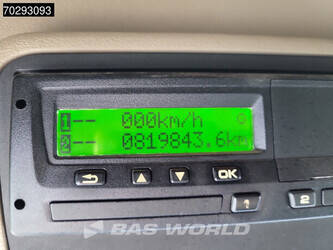 70293093
1 -- 000km/h o
2 -- 0819843.6km
OK
1 2
BAS WORLD